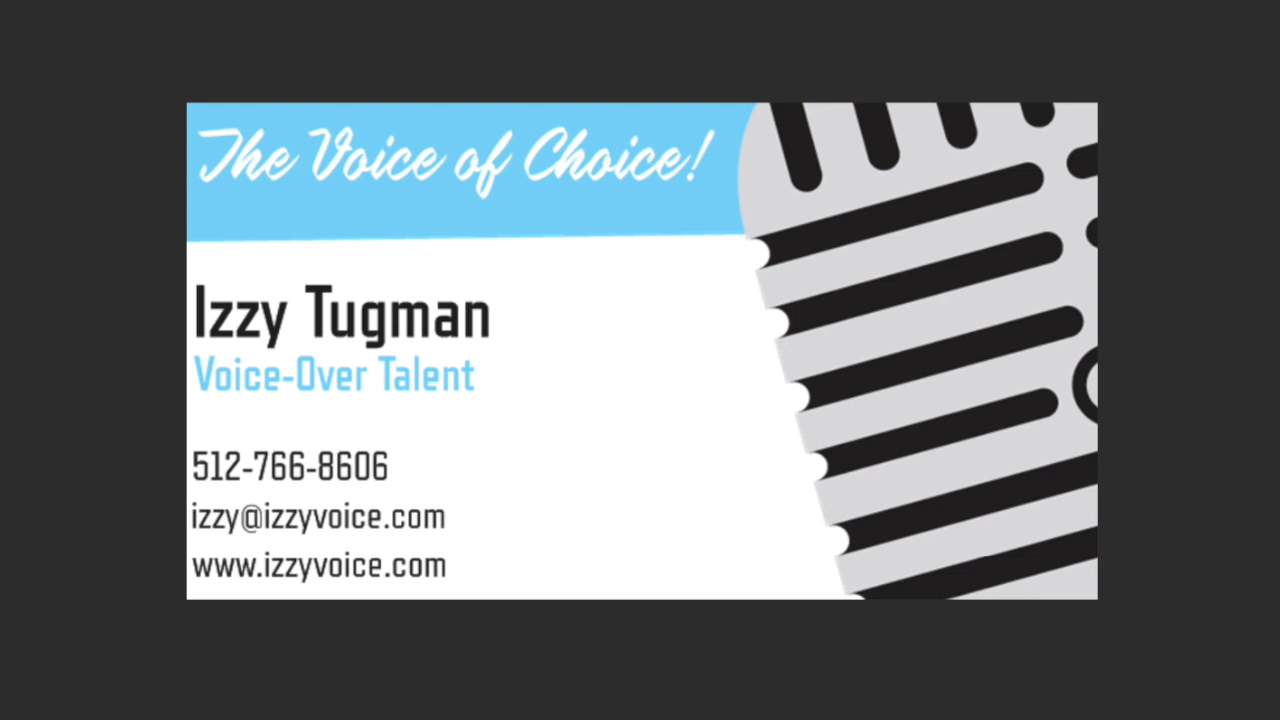 The Voice of Choice!
Izzy Tugman
Voice-Over Talent
512-766-8606
izzy@izzyvoice.com
www.izzyvoice.com